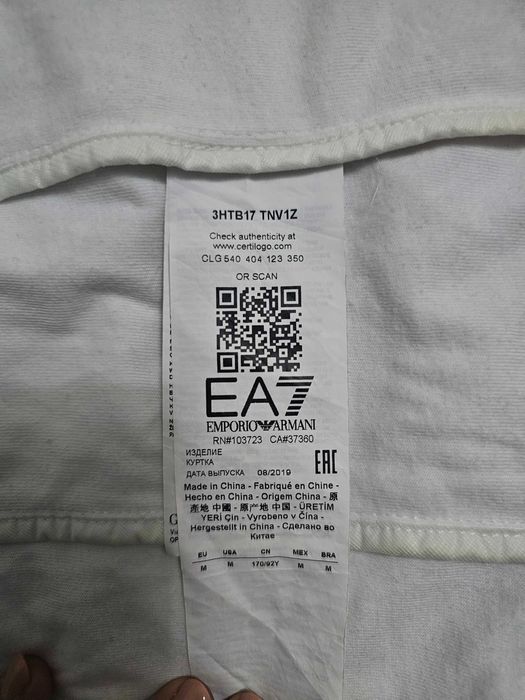 3HTB17 TNV1Z
Check authenticity at
www.certilogo.com
CLG 540 404 123 350
OR SCAN
EA7
EMPORIO ARMANI
RN#103723 CA#37360
ИЗДЕЛИЕ
КУРТКА
ДАТА ВЫПУСКА 08/2019
EAC
Made in China - Fabriqué en Chine -
Hecho en China - Origem China - 原
產地 中國 - 原产地 中国 - ÜRETİM
YERİ Çin - Vyrobeno v Čína -
Hergestellt in China - Сделано во
Китае
EU USA CN MEX BRA
M M 170/92Y M M